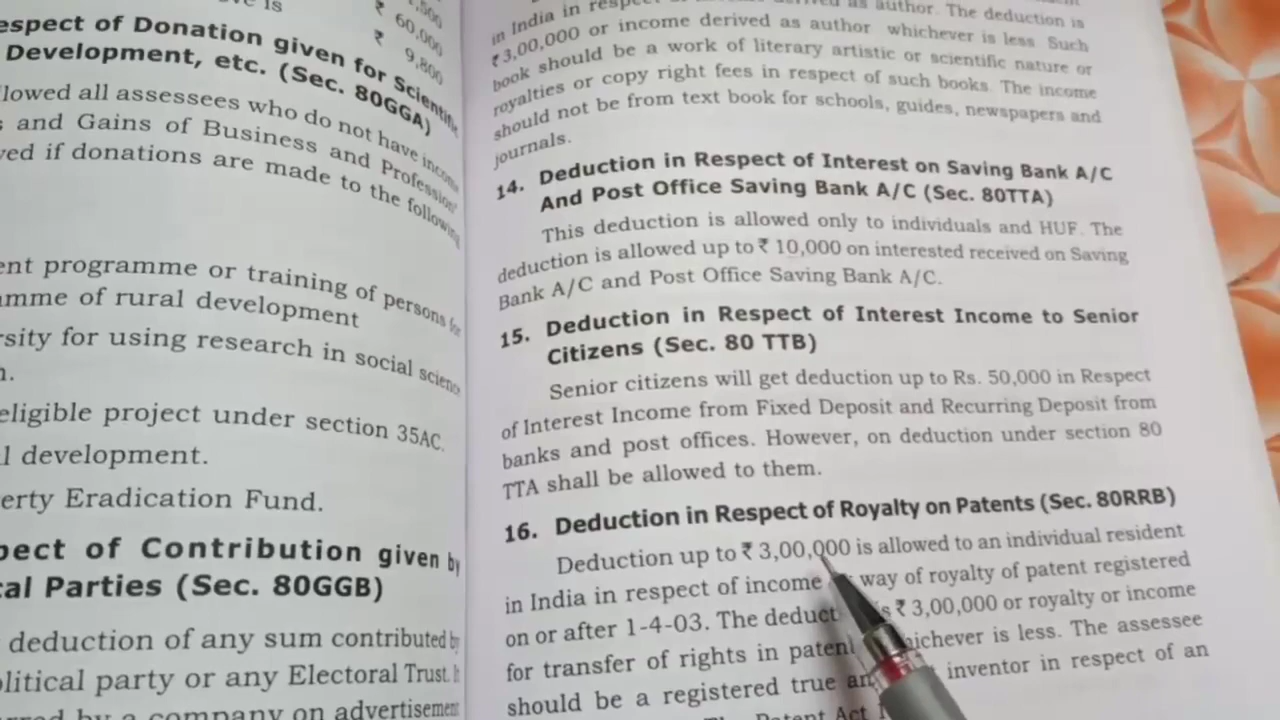 1,500
₹ 60,000
₹ 9,800
espect of Donation given for Scientific
Development, etc. (Sec. 80GGA)
lowed all assessees who do not have income
s and Gains of Business and Profession"
ved if donations are made to the following
ent programme or training of persons for
amme of rural development
rsity for using research in social science
n.
eligible project under section 35AC.
l development.
erty Eradication Fund.
pect of Contribution given by
cal Parties (Sec. 80GGB)
deduction of any sum contributed by
olitical party or any Electoral Trust. It
by a company on advertisement
in India in respect as author. The deduction is
₹3,00,000 or income derived as author whichever is less Such
book should be a work of literary artistic or scientific nature or
royalties or copy right fees in respect of such books. The income
should not be from text book for schools, guides, newspapers and
journals.
14. Deduction in Respect of Interest on Saving Bank A/C
And Post Office Saving Bank A/C (Sec. 80TTA)
This deduction is allowed only to individuals and HUF. The
deduction is allowed up to ₹ 10,000 on interested received on Saving
Bank A/C and Post Office Saving Bank A/C.
15. Deduction in Respect of Interest Income to Senior
Citizens (Sec. 80 TTB)
Senior citizens will get deduction up to Rs. 50,000 in Respect
of Interest Income from Fixed Deposit and Recurring Deposit from
banks and post offices. However, on deduction under section 80
TTA shall be allowed to them.
16. Deduction in Respect of Royalty on Patents (Sec. 80RRB)
Deduction up to ₹ 3,00,000 is allowed to an individual resident
in India in respect of income way of royalty of patent registered
on or after 1-4-03. The deduct s ₹ 3,00,000 or royalty or income
for transfer of rights in paten hichever is less. The assessee
should be a registered true an inventor in respect of an
Patent Act